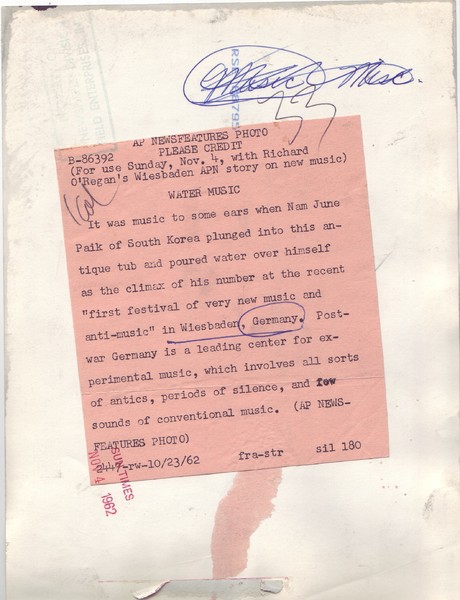 Music Misc.
AP NEWSFEATURES PHOTO
PLEASE CREDIT
B-86392
(For use Sunday, Nov. 4, with Richard
O'Regan's Wiesbaden APN story on new music)
WATER MUSIC
It was music to some ears when Nam June
Paik of South Korea plunged into this an-
tique tub and poured water over himself
as the climax of his number at the recent
"first festival of very new music and
anti-music" in Wiesbaden, Germany. Post-
war Germany is a leading center for ex-
perimental music, which involves all sorts
of antics, periods of silence, and few
sounds of conventional music. (AP NEWS-
FEATURES PHOTO)
-rw-10/23/62 fra-str sil 180
SUN-TIMES
NOV 4 1962